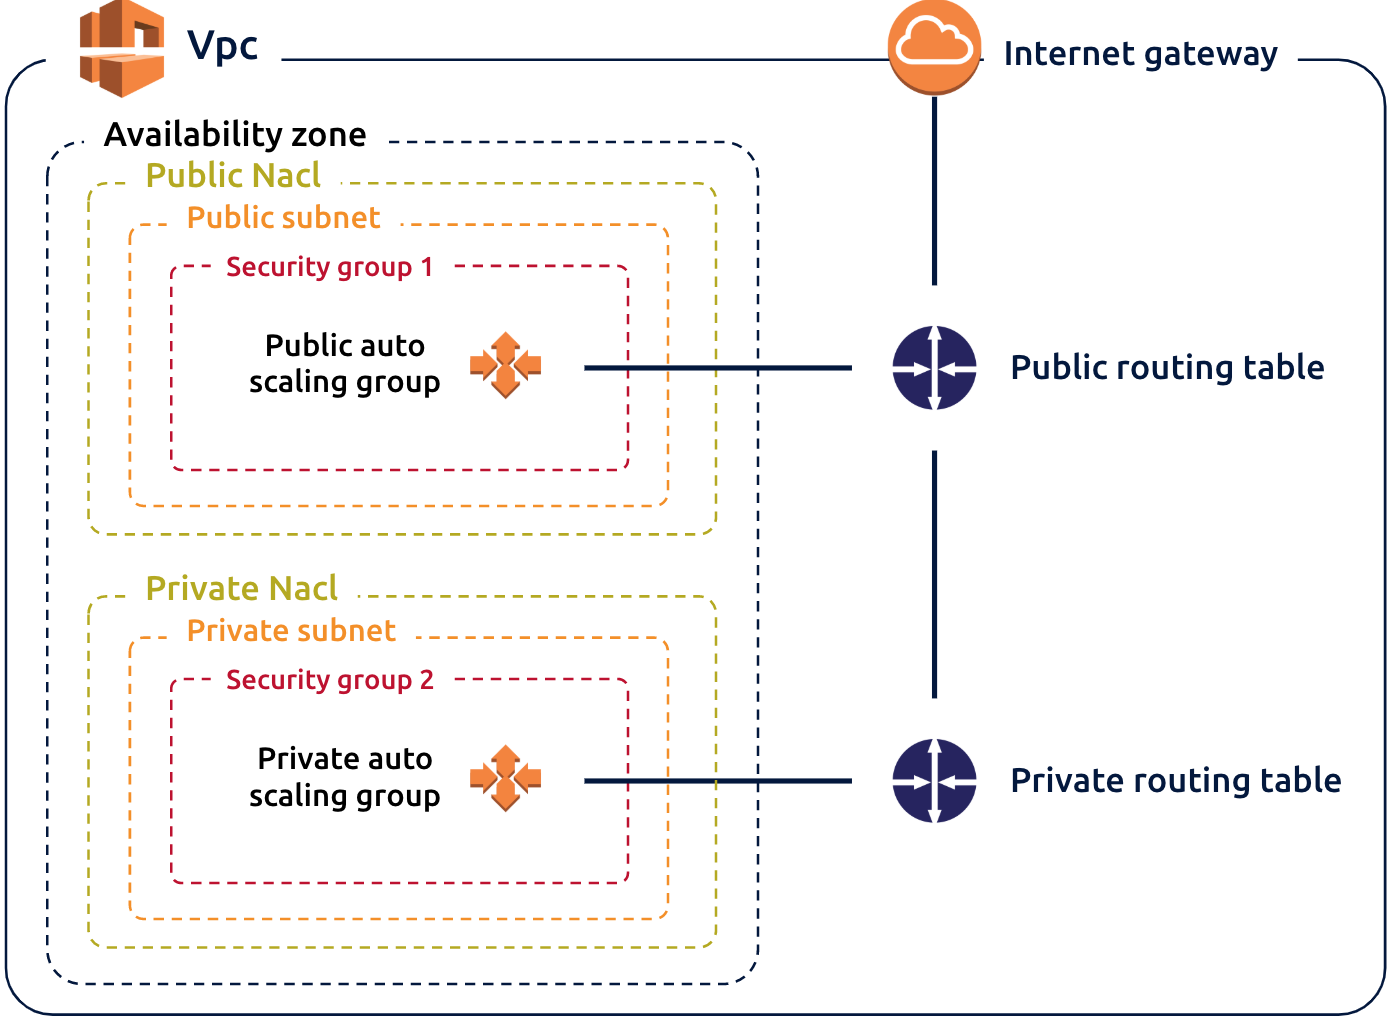 Vpc
Internet gateway
Availability zone
Public Nacl
Public subnet
Security group 1
Public auto
scaling group
Public routing table
Private Nacl
Private subnet
Security group 2
Private auto
scaling group
Private routing table